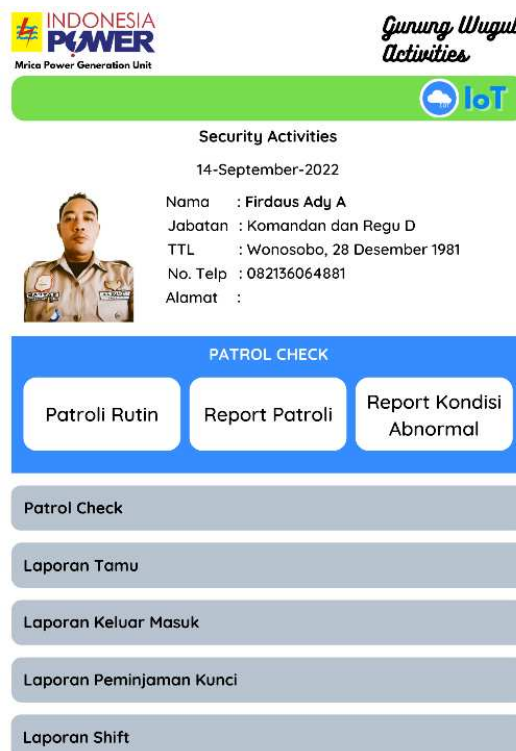 INDONESIA
POWER
Mrica Power Generation Unit
Gunung Wugul
Activities
IoT
Security Activities
14-September-2022
Nama : Firdaus Ady A
Jabatan : Komandan dan Regu D
TTL : Wonosobo, 28 Desember 1981
No. Telp : 082136064881
Alamat :
PATROL CHECK
Patroli Rutin
Report Patroli
Report Kondisi
Abnormal
Patrol Check
Laporan Tamu
Laporan Keluar Masuk
Laporan Peminjaman Kunci
Laporan Shift